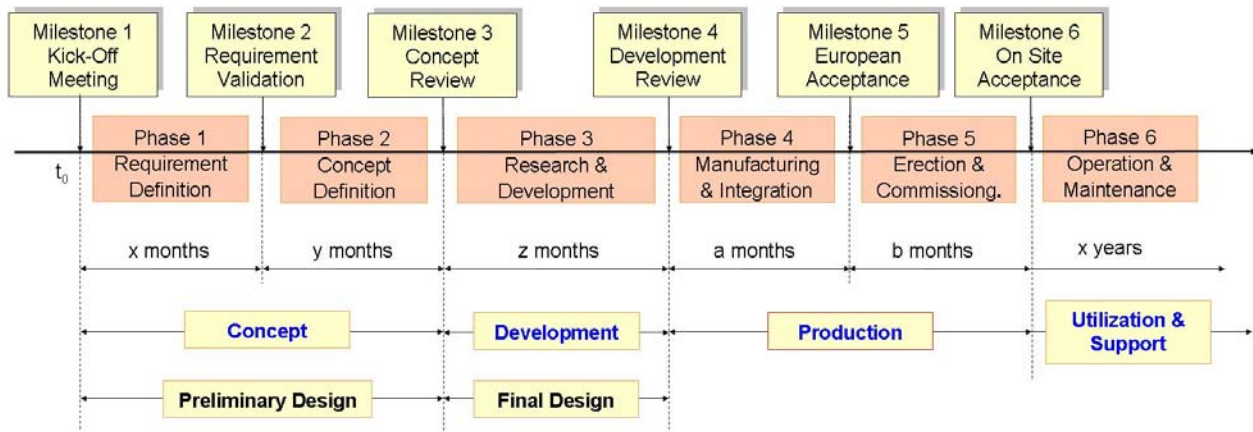 Milestone 1
Kick-Off
Meeting
Milestone 2
Requirement
Validation
Milestone 3
Concept
Review
Milestone 4
Development
Review
Milestone 5
European
Acceptance
Milestone 6
On Site
Acceptance
Phase 1
Requirement
Definition
Phase 2
Concept
Definition
Phase 3
Research &
Development
Phase 4
Manufacturing
& Integration
Phase 5
Erection &
Commissiong.
Phase 6
Operation &
Maintenance
t0
x months
y months
z months
a months
b months
x years
Concept
Development
Production
Utilization &
Support
Preliminary Design
Final Design